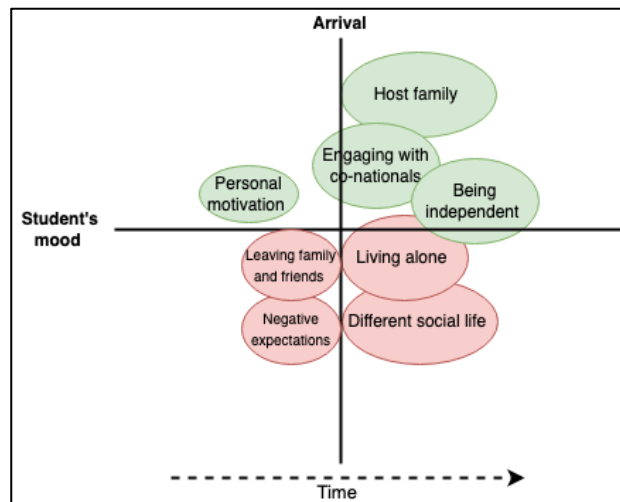 Arrival
Host family
Engaging with
co-nationals
Personal
motivation
Being
independent
Student's
mood
Leaving family
and friends
Living alone
Negative
expectations
Different social life
Time